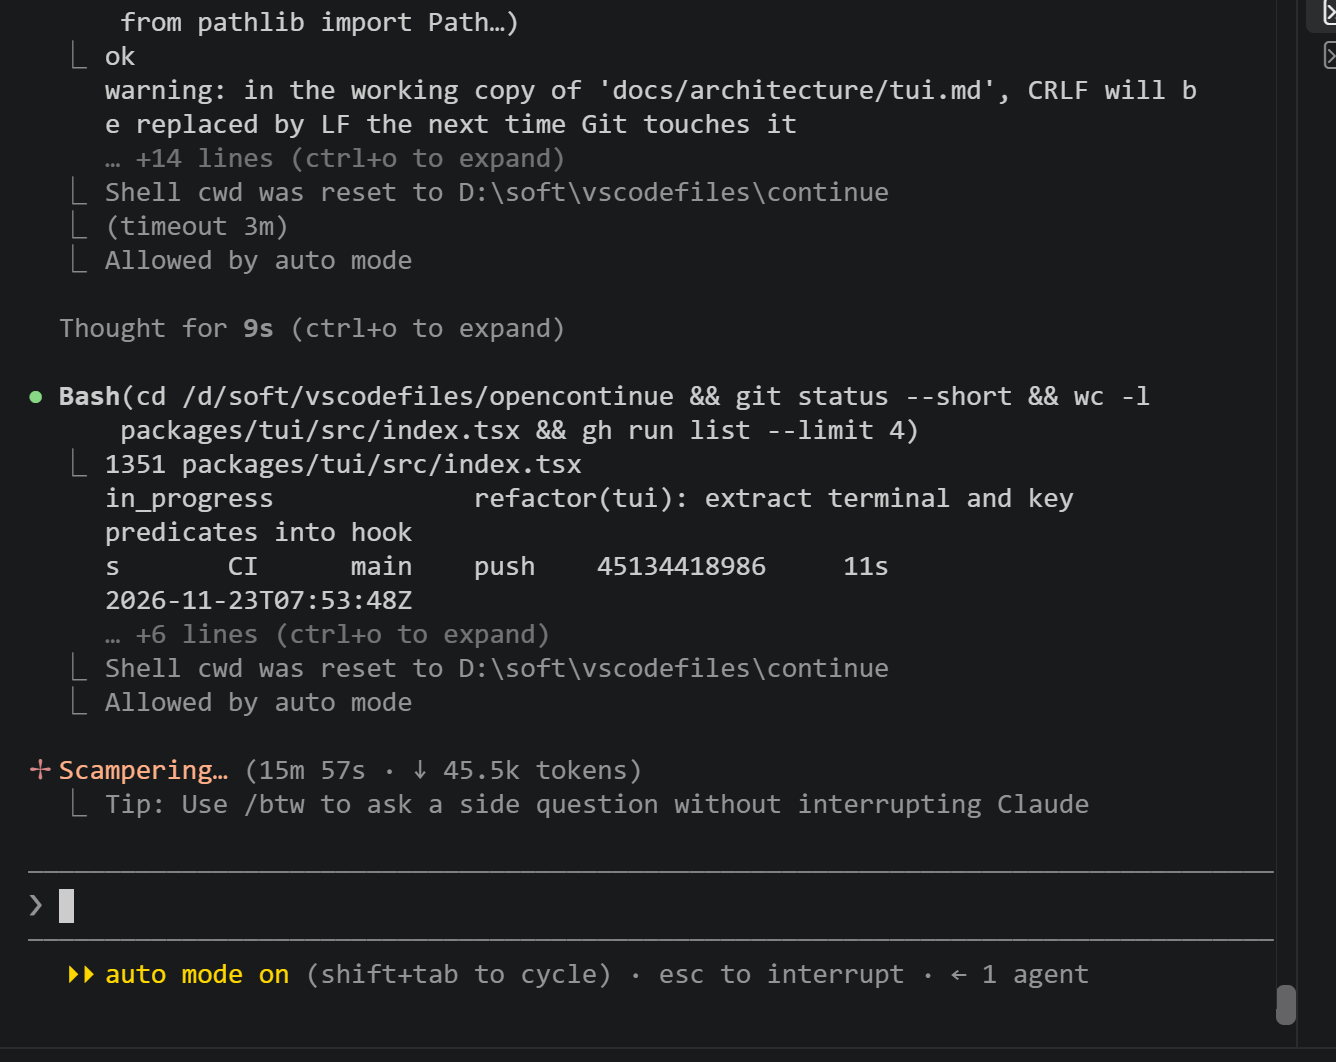 from pathlib import Path…)
⎿ ok
warning: in the working copy of 'docs/architecture/tui.md', CRLF will b
e replaced by LF the next time Git touches it
… +14 lines (ctrl+o to expand)
⎿ Shell cwd was reset to D:\soft\vscodefiles\continue
⎿ (timeout 3m)
⎿ Allowed by auto mode
Thought for 9s (ctrl+o to expand)
● Bash(cd /d/soft/vscodefiles/opencontinue && git status --short && wc -l
packages/tui/src/index.tsx && gh run list --limit 4)
⎿ 1351 packages/tui/src/index.tsx
in_progress refactor(tui): extract terminal and key
predicates into hook
s CI main push 45134418986 11s
2026-11-23T07:53:48Z
… +6 lines (ctrl+o to expand)
⎿ Shell cwd was reset to D:\soft\vscodefiles\continue
⎿ Allowed by auto mode
✢ Scampering… (15m 57s · ↓ 45.5k tokens)
⎿ Tip: Use /btw to ask a side question without interrupting Claude
❯
⏵⏵ auto mode on (shift+tab to cycle) · esc to interrupt · ← 1 agent